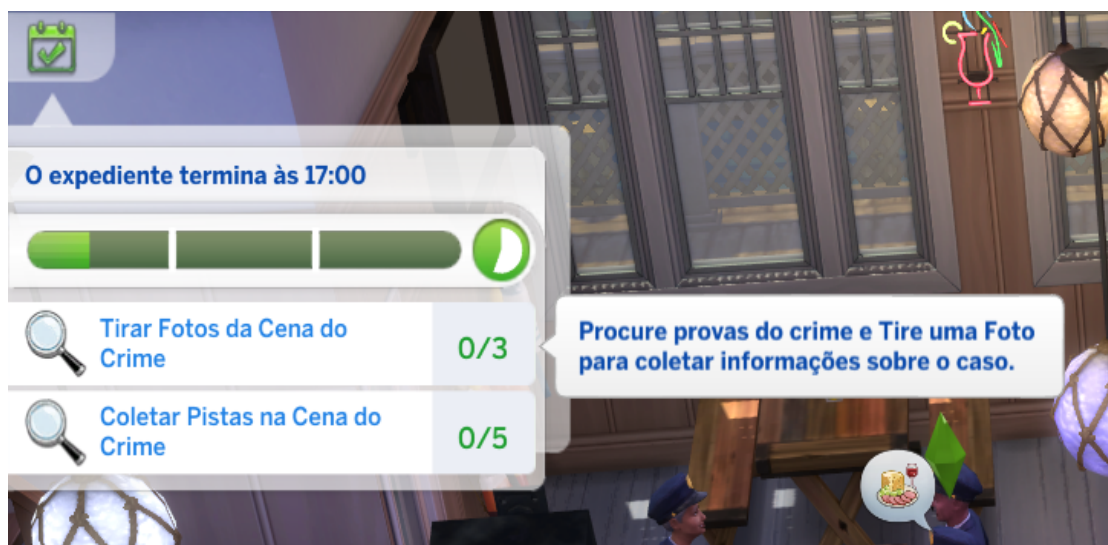 O expediente termina às 17:00
Tirar Fotos da Cena do
Crime
0/3
Procure provas do crime e Tire uma Foto
para coletar informações sobre o caso.
Coletar Pistas na Cena do
Crime
0/5